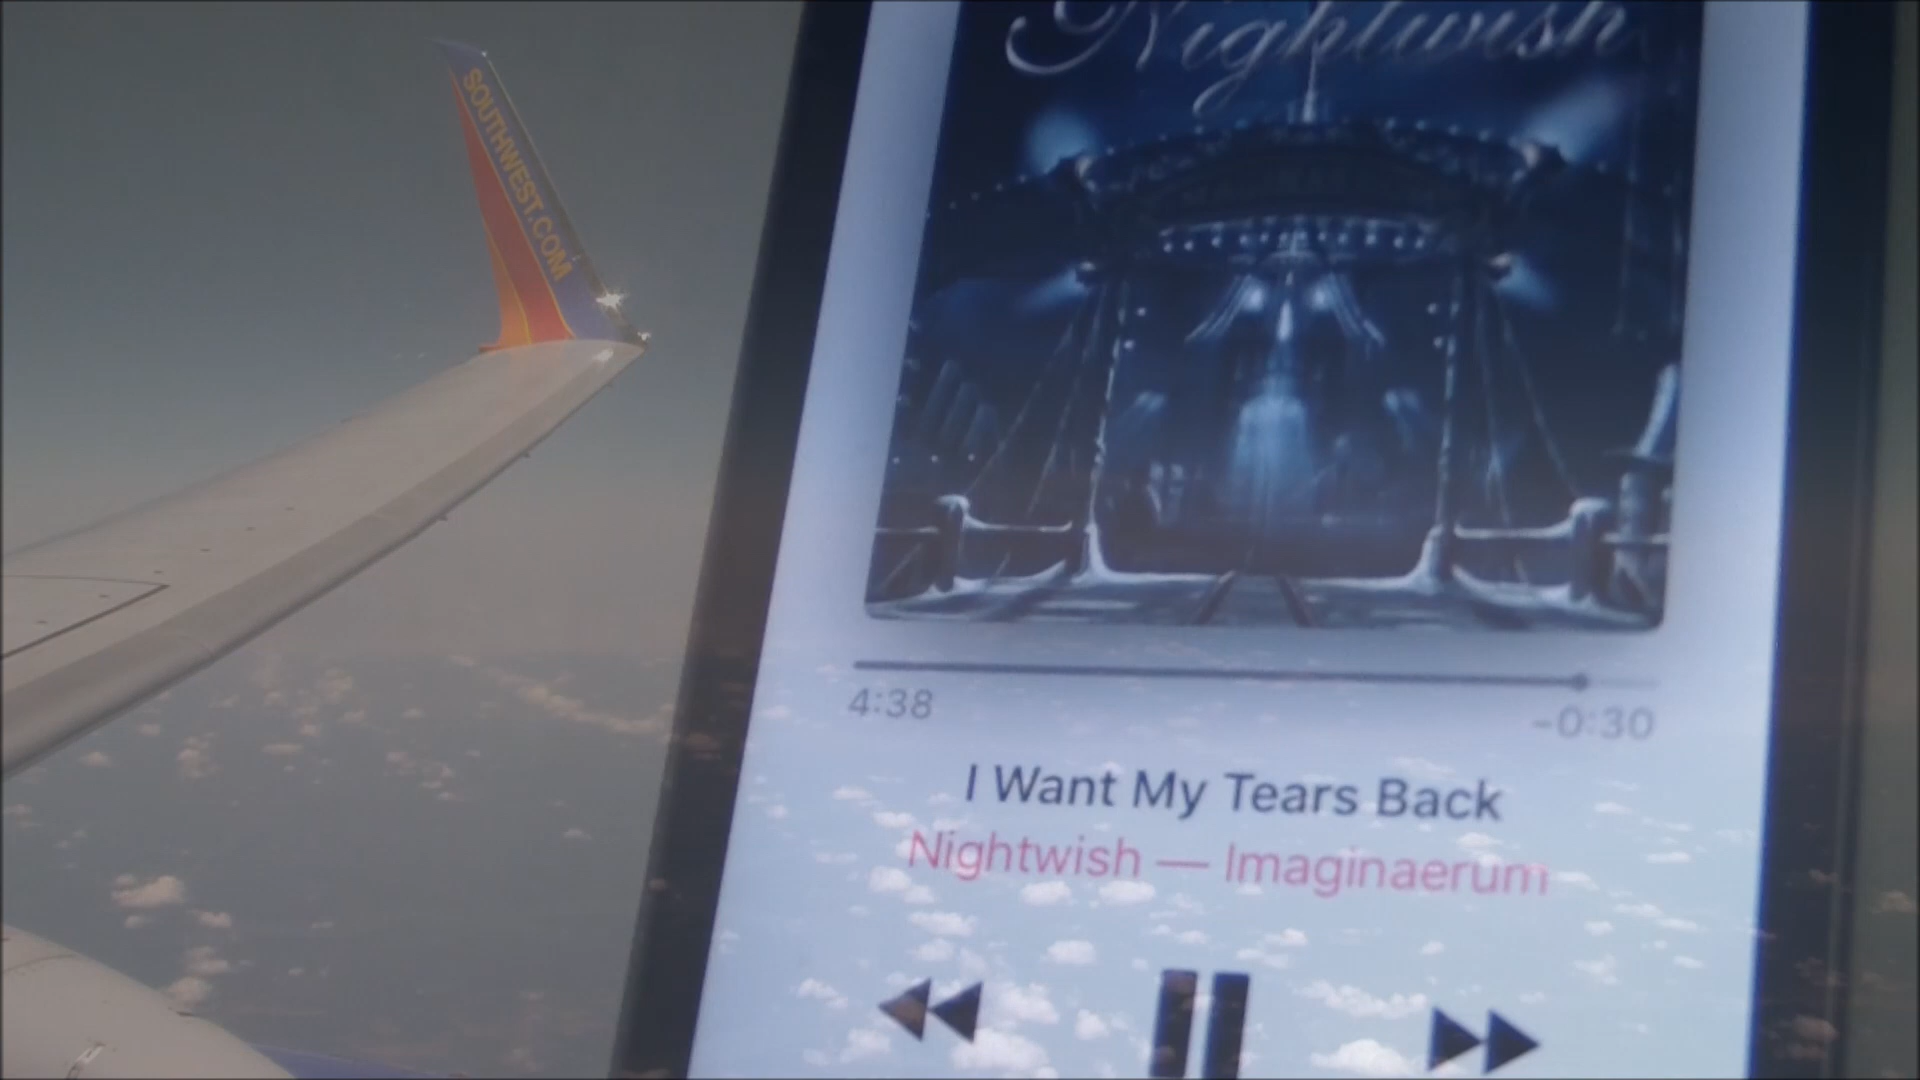 SOUTHWEST.COM
Nightwish
4:38
-0:30
I Want My Tears Back
Nightwish — Imaginaerum